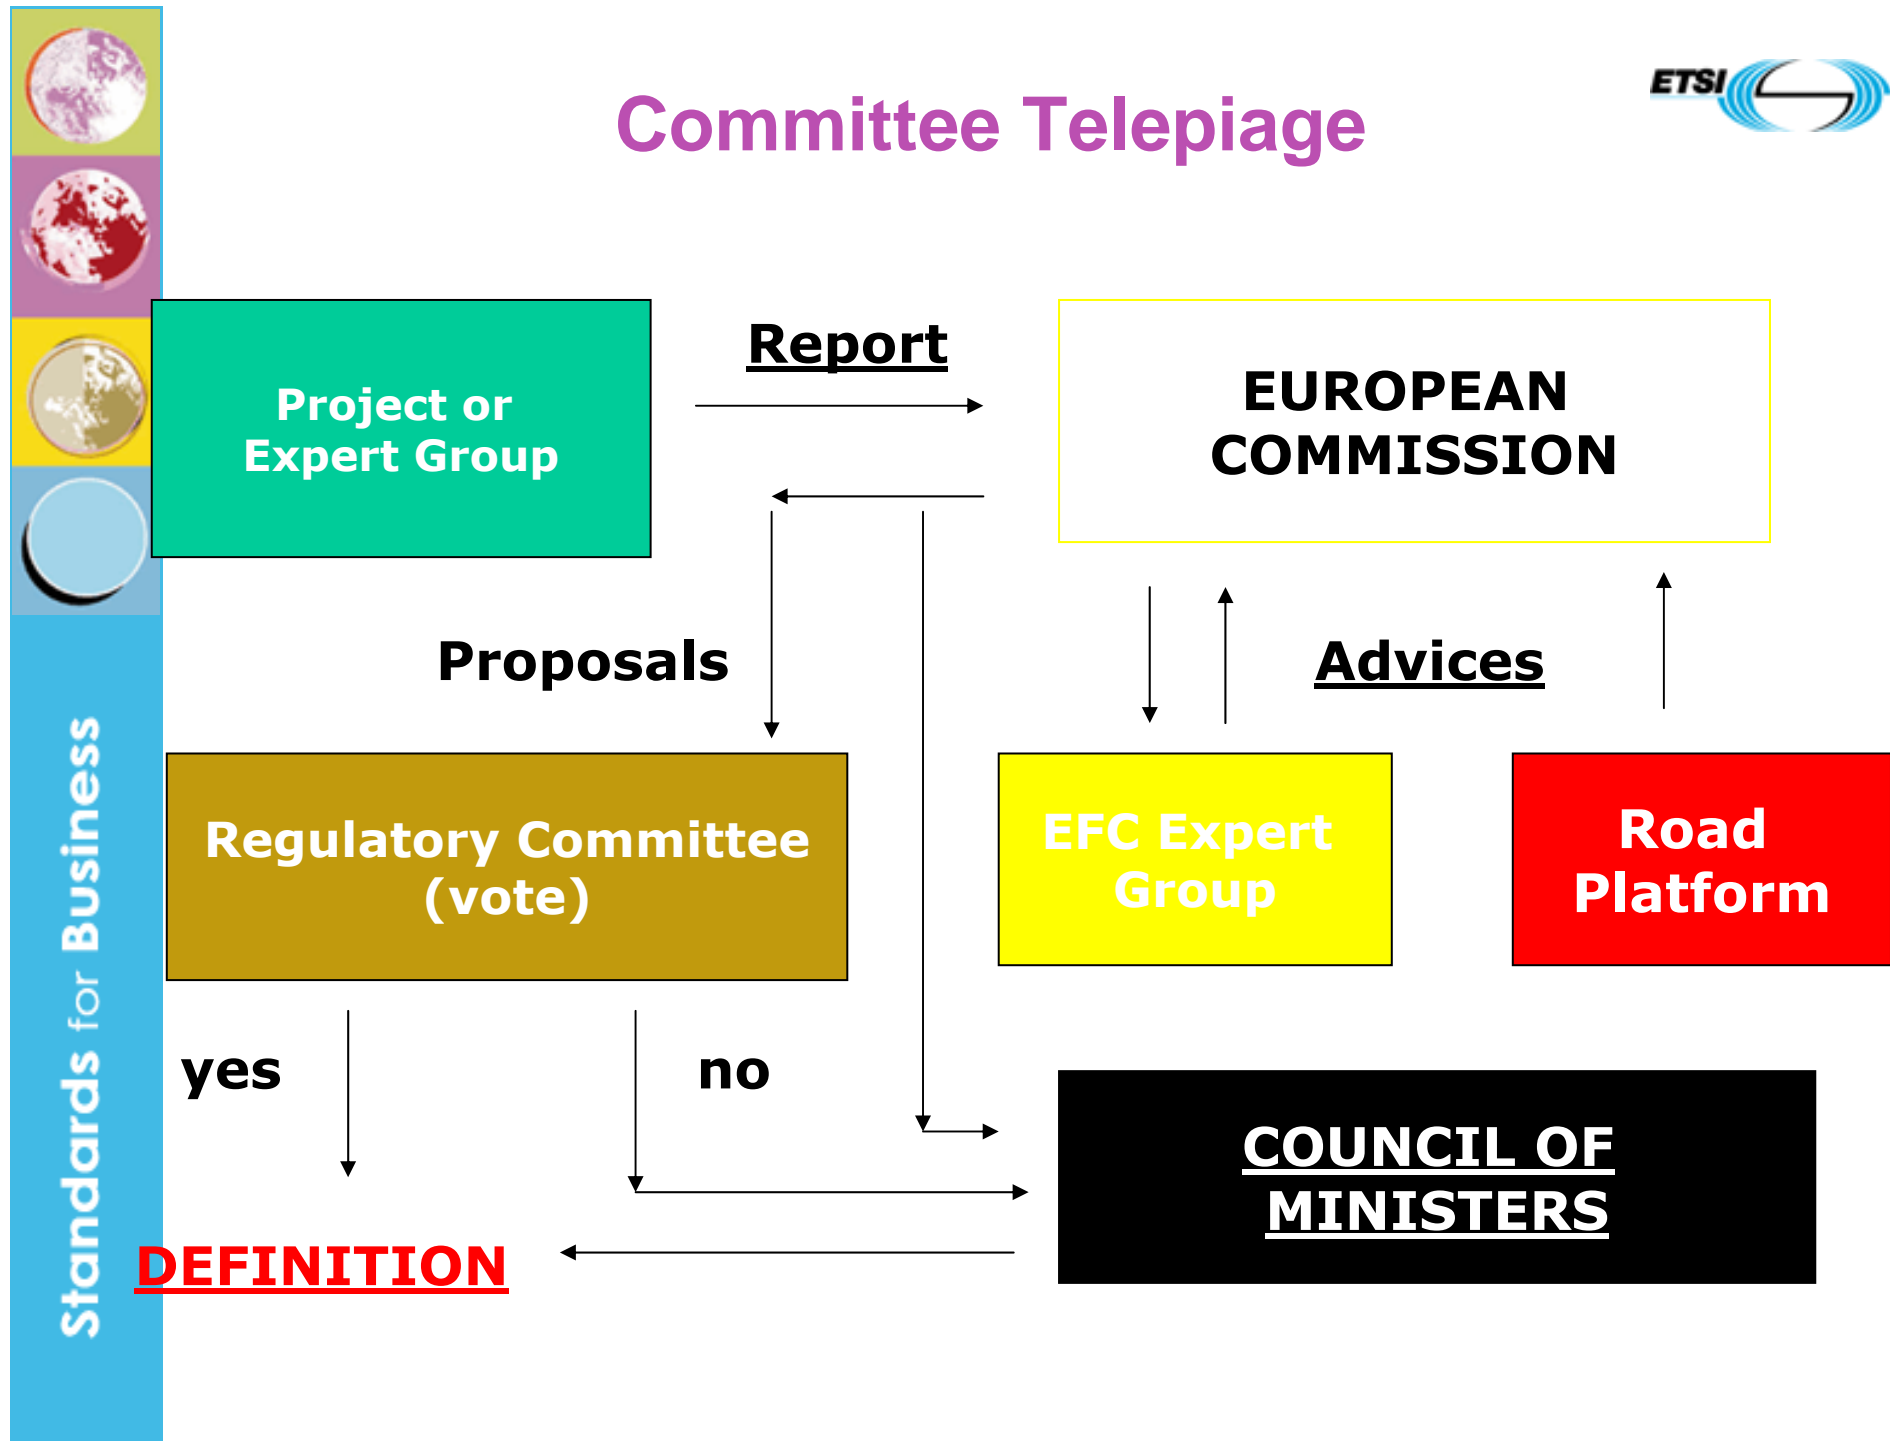 Committee Telepiage
ETSI
Project or
Expert Group
Report
EUROPEAN
COMMISSION
Proposals
Advices
Regulatory Committee
(vote)
EFC Expert
Group
Road
Platform
yes
no
COUNCIL OF
MINISTERS
DEFINITION
Standards for Business